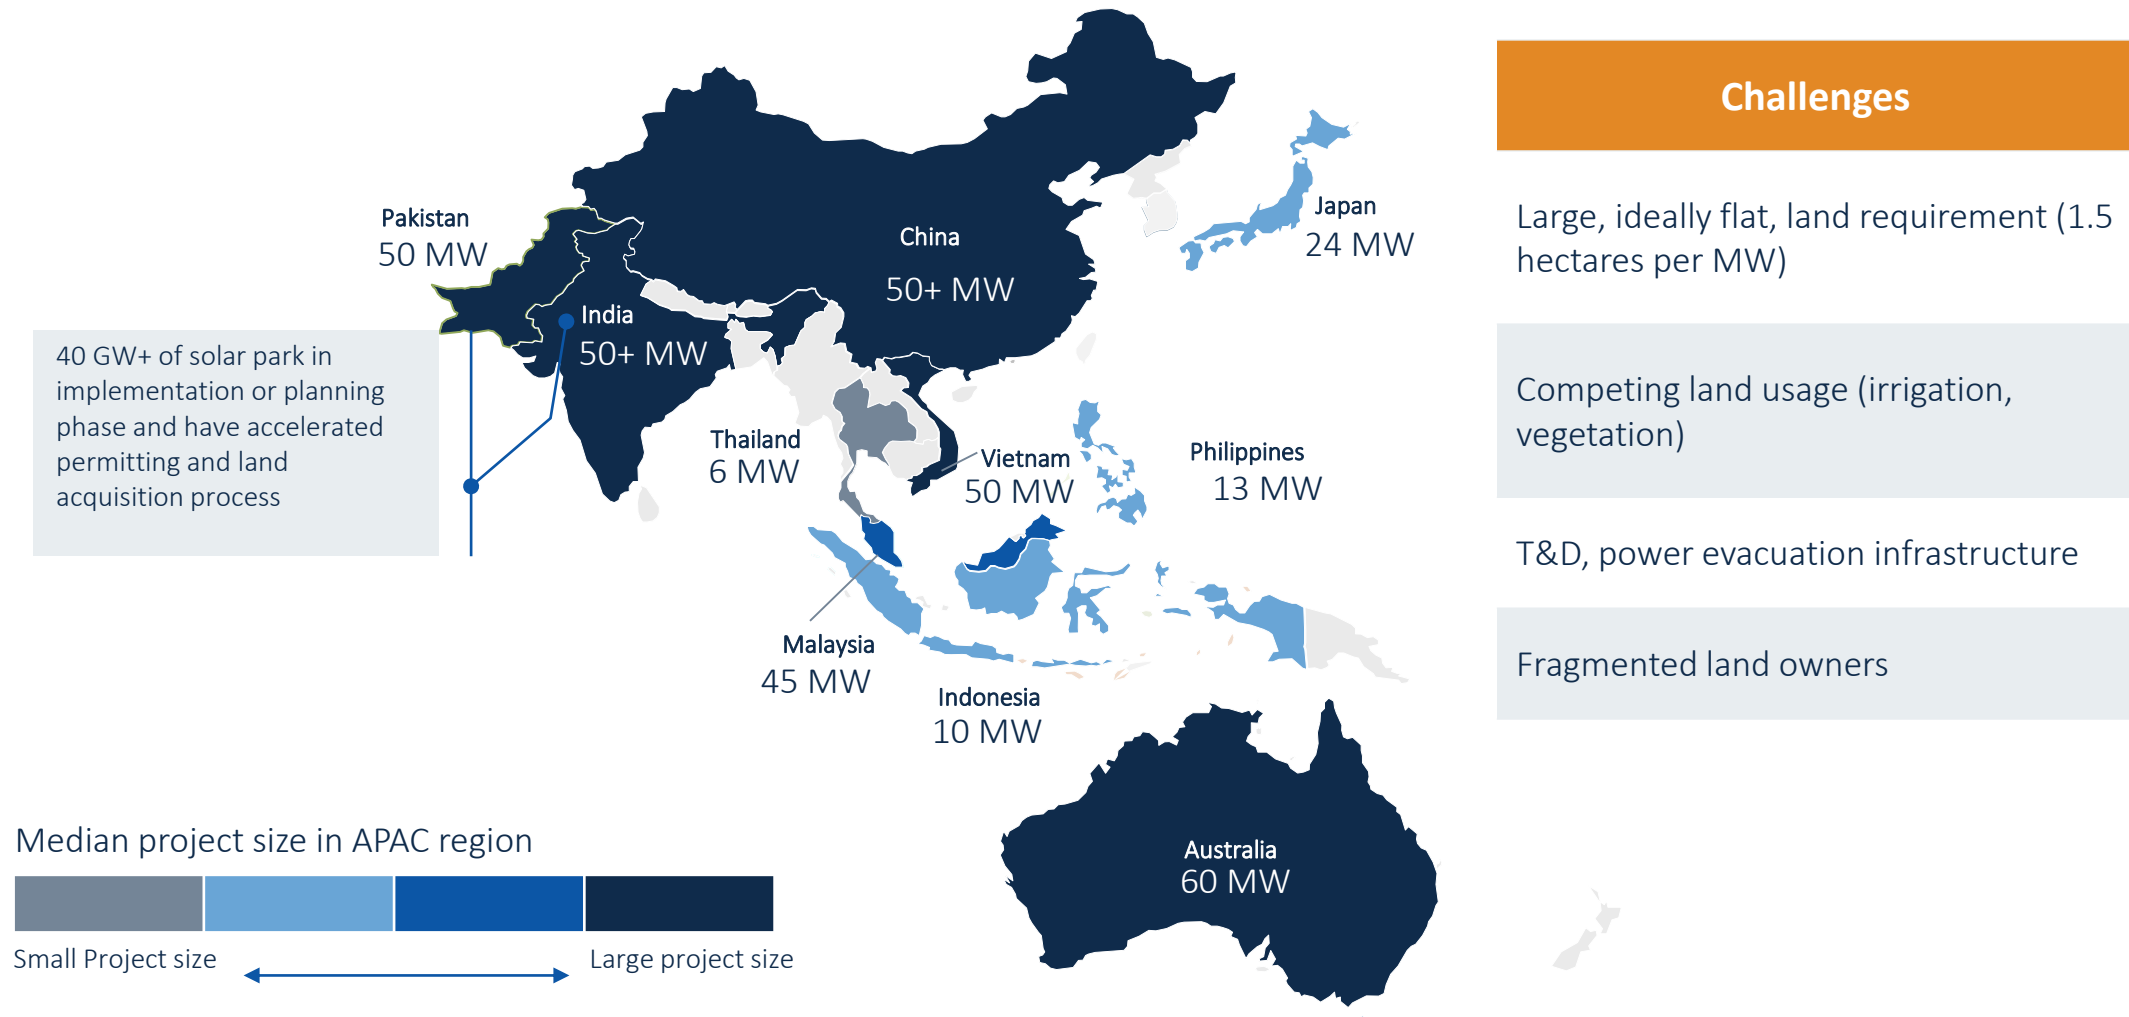 Challenges
Large, ideally flat, land requirement (1.5
hectares per MW)
Competing land usage (irrigation,
vegetation)
T&D, power evacuation infrastructure
Fragmented land owners
Pakistan
50 MW
China
50+ MW
Japan
24 MW
India
50+ MW
40 GW+ of solar park in
implementation or planning
phase and have accelerated
permitting and land
acquisition process
Thailand
6 MW
Vietnam
50 MW
Philippines
13 MW
Malaysia
45 MW
Indonesia
10 MW
Australia
60 MW
Median project size in APAC region
Small Project size
Large project size